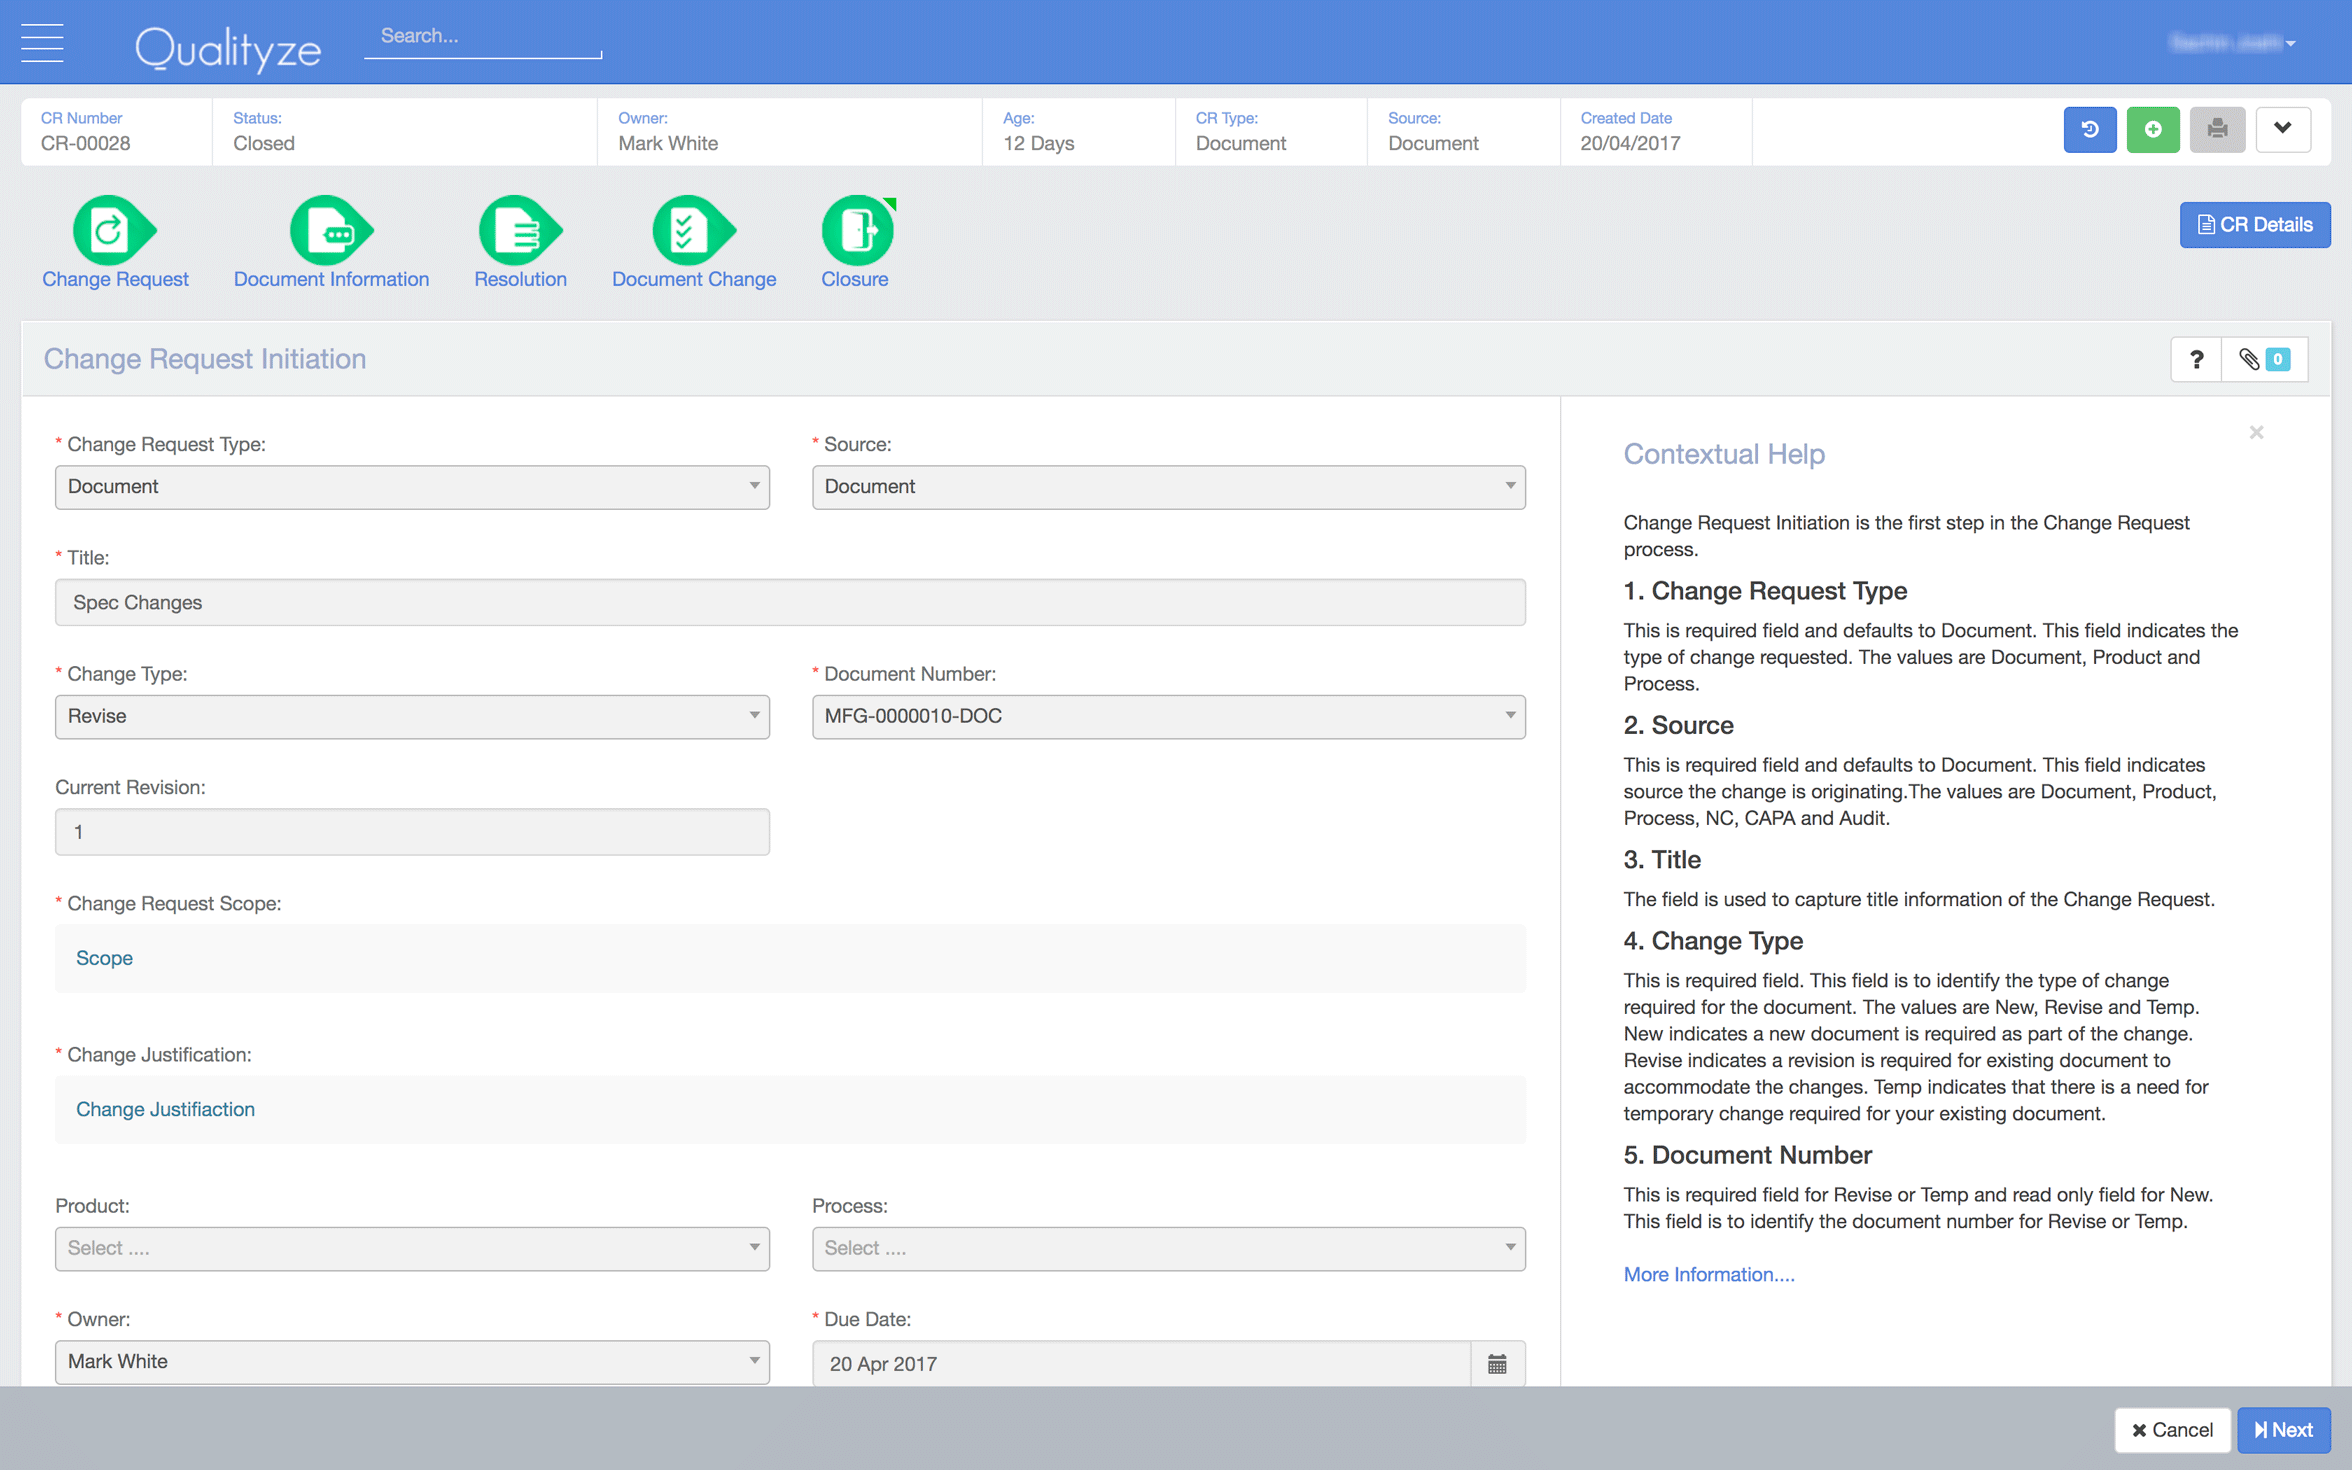 Qualityze
Search...
CR Number
CR-00028
Status:
Closed
Owner:
Mark White
Age:
12 Days
CR Type:
Document
Source:
Document
Created Date
20/04/2017
Change Request
Document Information
Resolution
Document Change
Closure
CR Details
Change Request Initiation
?
0
* Change Request Type:
Document
* Source:
Document
* Title:
Spec Changes
* Change Type:
Revise
* Document Number:
MFG-0000010-DOC
Current Revision:
1
* Change Request Scope:
Scope
* Change Justification:
Change Justifiaction
Product:
Select ....
Process:
Select ....
* Owner:
Mark White
* Due Date:
20 Apr 2017
×
Contextual Help
Change Request Initiation is the first step in the Change Request
process.
1. Change Request Type
This is required field and defaults to Document. This field indicates the
type of change requested. The values are Document, Product and
Process.
2. Source
This is required field and defaults to Document. This field indicates
source the change is originating.The values are Document, Product,
Process, NC, CAPA and Audit.
3. Title
The field is used to capture title information of the Change Request.
4. Change Type
This is required field. This field is to identify the type of change
required for the document. The values are New, Revise and Temp.
New indicates a new document is required as part of the change.
Revise indicates a revision is required for existing document to
accommodate the changes. Temp indicates that there is a need for
temporary change required for your existing document.
5. Document Number
This is required field for Revise or Temp and read only field for New.
This field is to identify the document number for Revise or Temp.
More Information....
Cancel
Next